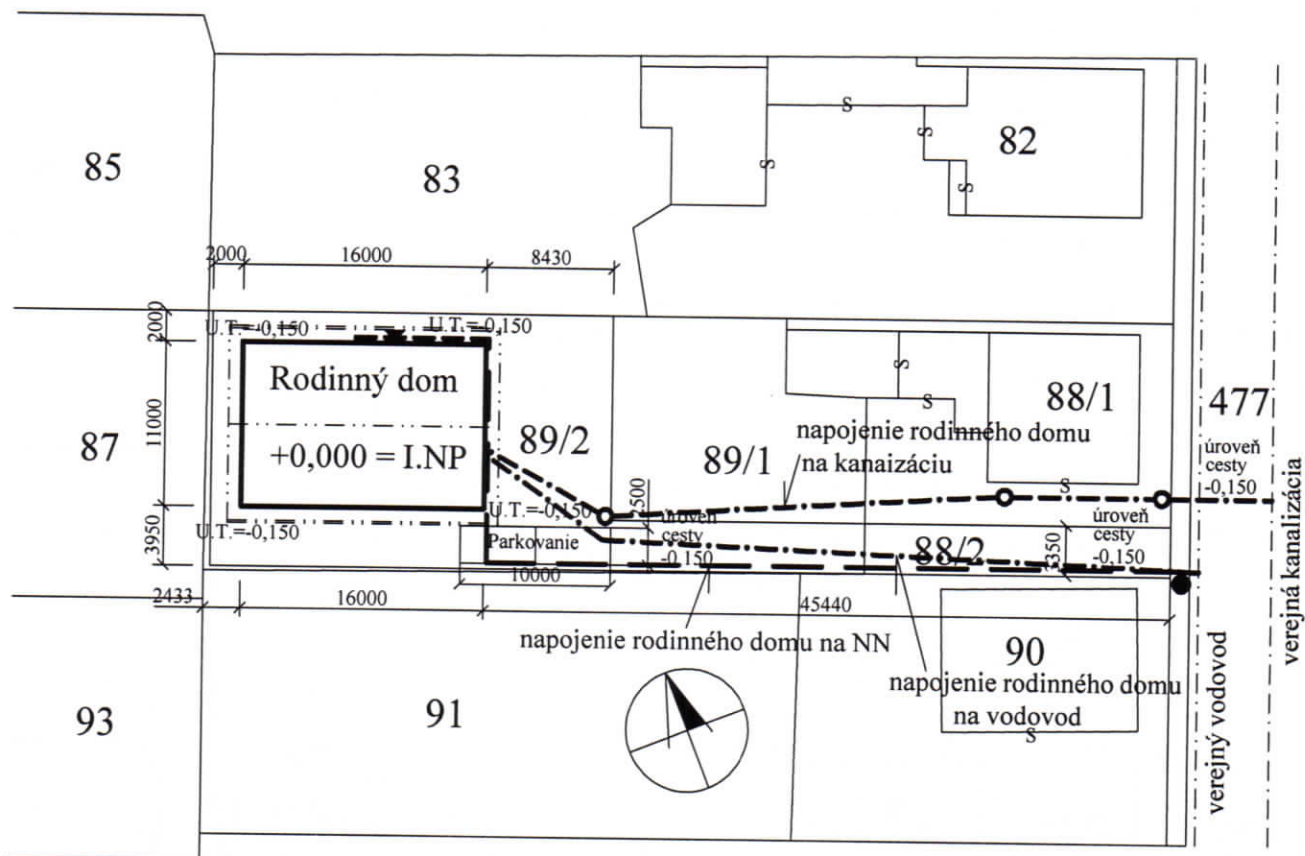 85
83
82
S
S
S
S
2000
16000
8430
2000
U.T.=-0,150
U.T.=-0,150
Rodinný dom
+0,000 = I.NP
11000
87
89/2
89/1
88/1
477
S
S
S
napojenie rodinného domu
na kanaizáciu
úroveň
cesty
-0,150
U.T.=-0,150
U.T.=-0,150
3950
Parkovanie
úroveň
cesty
-0,150
88/2
úroveň
cesty
-0,150
10000
2433
16000
45440
napojenie rodinného domu na NN
90
napojenie rodinného domu
na vodovod
S
93
91
verejný vodovod
verejná kanalizácia